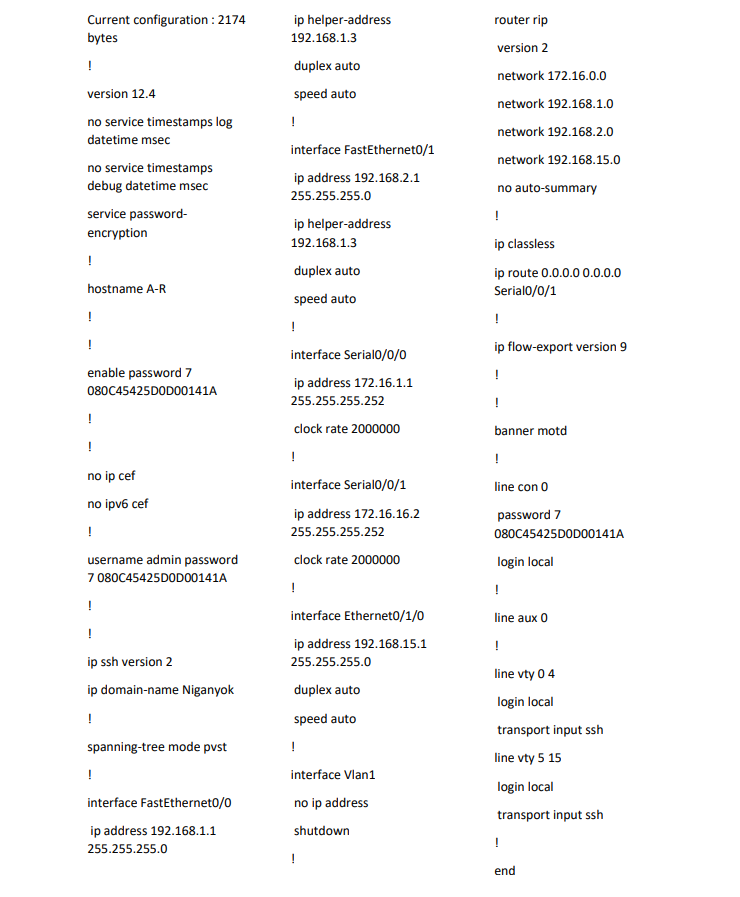 Current configuration : 2174
bytes
!
version 12.4
no service timestamps log
datetime msec
no service timestamps
debug datetime msec
service password-
encryption
!
hostname A-R
!
!
enable password 7
080C45425D0D00141A
!
!
no ip cef
no ipv6 cef
!
username admin password
7 080C45425D0D00141A
!
!
ip ssh version 2
ip domain-name Niganyok
!
spanning-tree mode pvst
!
interface FastEthernet0/0
ip address 192.168.1.1
255.255.255.0
ip helper-address
192.168.1.3
duplex auto
speed auto
!
interface FastEthernet0/1
ip address 192.168.2.1
255.255.255.0
ip helper-address
192.168.1.3
duplex auto
speed auto
!
interface Serial0/0/0
ip address 172.16.1.1
255.255.255.252
clock rate 2000000
!
interface Serial0/0/1
ip address 172.16.16.2
255.255.255.252
clock rate 2000000
!
interface Ethernet0/1/0
ip address 192.168.15.1
255.255.255.0
duplex auto
speed auto
!
interface Vlan1
no ip address
shutdown
!
router rip
version 2
network 172.16.0.0
network 192.168.1.0
network 192.168.2.0
network 192.168.15.0
no auto-summary
!
ip classless
ip route 0.0.0.0 0.0.0.0
Serial0/0/1
!
ip flow-export version 9
!
!
banner motd
!
line con 0
password 7
080C45425D0D00141A
login local
!
line aux 0
!
line vty 0 4
login local
transport input ssh
line vty 5 15
login local
transport input ssh
!
end